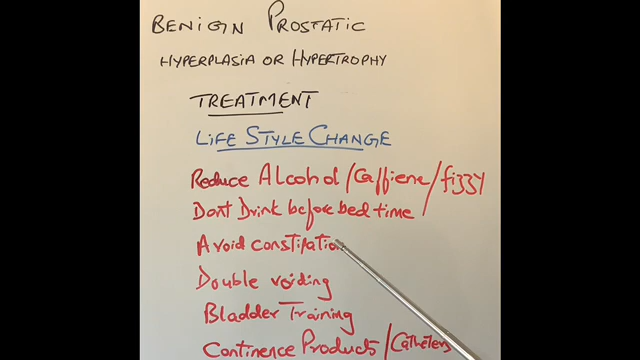 BENIGN PROSTATIC
HYPERPLASIA OR HYPERTROPHY
TREATMENT
LIFE STYLE CHANGE
Reduce Alcohol/Caffiene/fizzy
Dont Drink before bed time
Avoid constipation
Double voiding
Bladder Training
Continence Products/Catheters